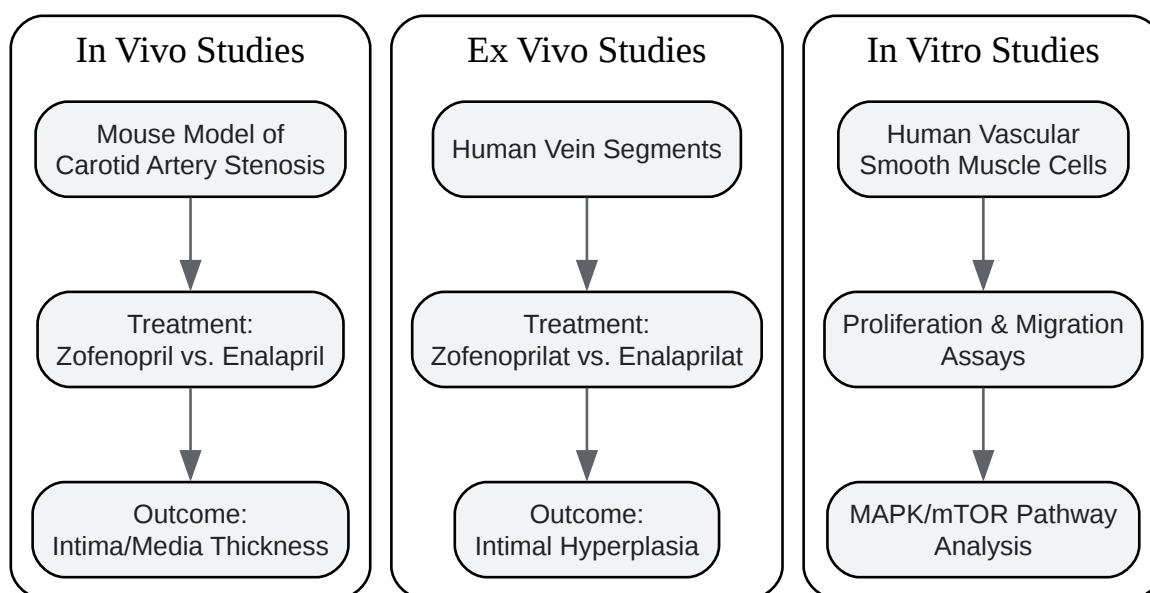 In Vivo Studies
Mouse Model of
Carotid Artery Stenosis
Treatment:
Zofenopril vs. Enalapril
Outcome:
Intima/Media Thickness
Ex Vivo Studies
Human Vein Segments
Treatment:
Zofenoprilat vs. Enalaprilat
Outcome:
Intimal Hyperplasia
In Vitro Studies
Human Vascular
Smooth Muscle Cells
Proliferation & Migration
Assays
MAPK/mTOR Pathway
Analysis